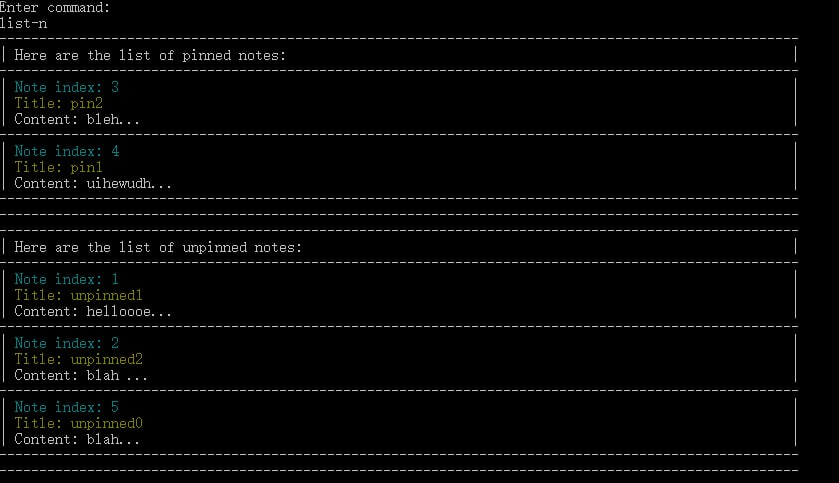 Enter command:
list-n
Here are the list of pinned notes:
Note index: 3
Title: pin2
Content: bleh...
Note index: 4
Title: pin1
Content: uihewudh...
Here are the list of unpinned notes:
Note index: 1
Title: unpinned1
Content: helloooe...
Note index: 2
Title: unpinned2
Content: blah ...
Note index: 5
Title: unpinned0
Content: blah...